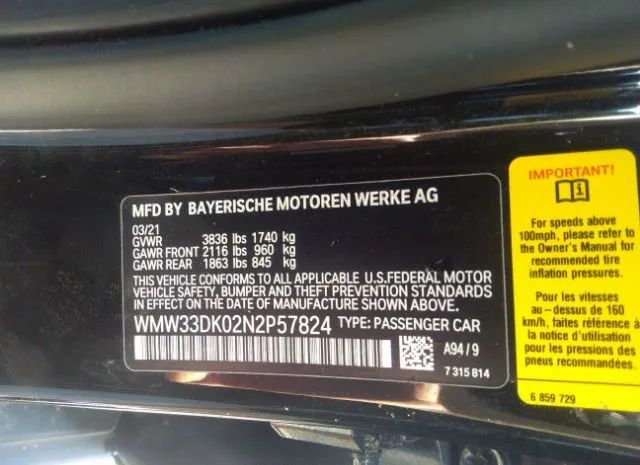 MFD BY BAYERISCHE MOTOREN WERKE AG
03/21
GVWR 3836 lbs 1740 kg
GAWR FRONT 2116 lbs 960 kg
GAWR REAR 1863 lbs 845 kg
THIS VEHICLE CONFORMS TO ALL APPLICABLE U.S.FEDERAL MOTOR
VEHICLE SAFETY, BUMPER AND THEFT PREVENTION STANDARDS
IN EFFECT ON THE DATE OF MANUFACTURE SHOWN ABOVE.
WMW33DK02N2P57824 TYPE: PASSENGER CAR
A94 / 9
7 315 814
IMPORTANT!
For speeds above
100mph, please refer to
the Owner's Manual for
recommended tire
inflation pressures.
Pour les vitesses
au - dessus de 160
km/h, faites référence à
la notice d'utilisation
pour les pressions des
pneus recommandées.
6 859 729